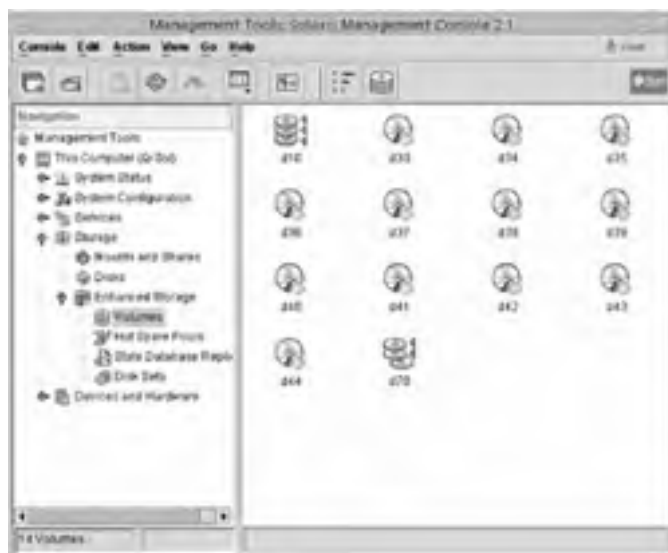 Management Tools: Solaris Management Console 2.1
Console Edit Action View Go Help
Navigation
Management Tools
This Computer
System Status
System Configuration
Services
Storage
Mounts and Shares
Disks
Enhanced Storage
Volumes
Hot Spare Pools
State Database Repli
Disk Sets
Devices and Hardware
d10 d33 d34 d35
d36 d37 d38 d39
d40 d41 d42 d43
d44 d70
14 Volumes